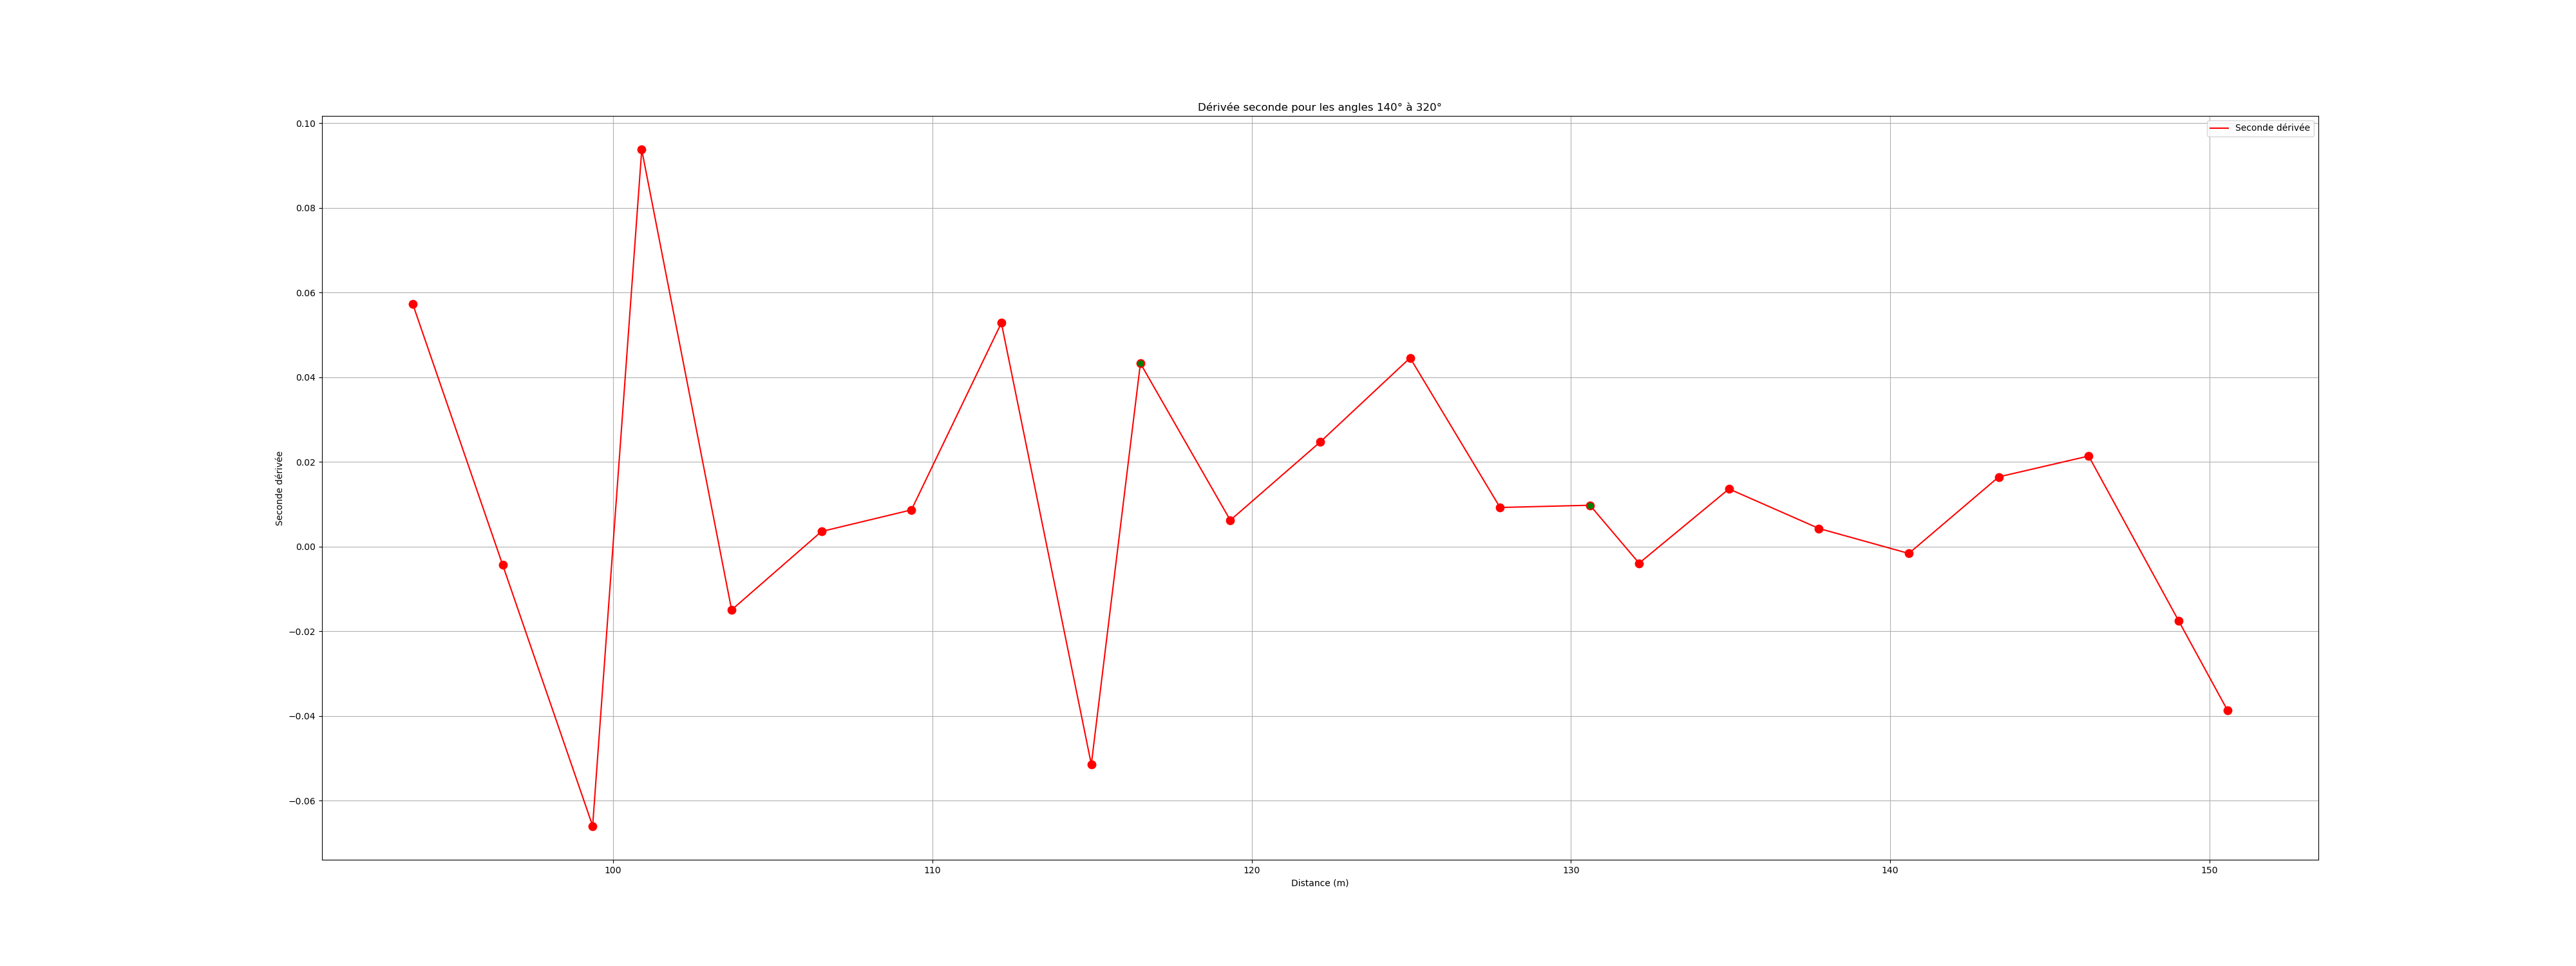 Dérivée seconde pour les angles 140° à 320°
Seconde dérivée
0.10
0.08
0.06
0.04
0.02
0.00
−0.02
−0.04
−0.06
Seconde dérivée
100 110 120 130 140 150
Distance (m)